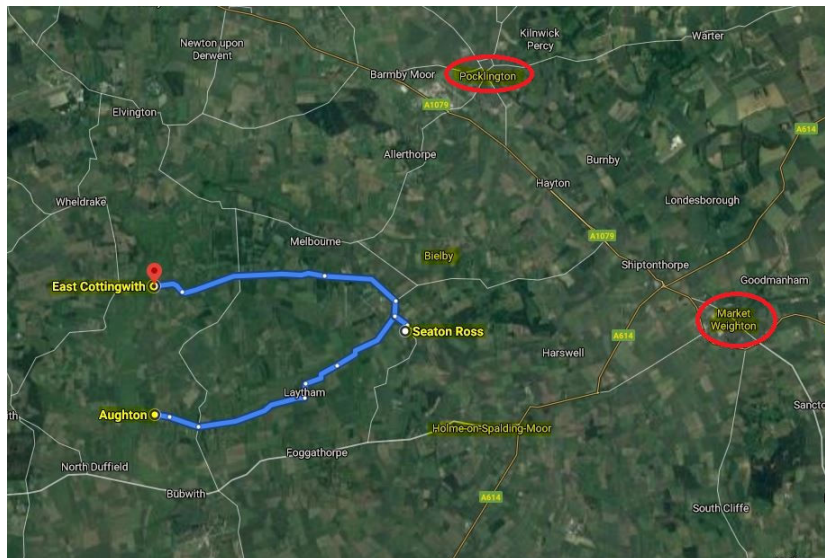 Kilnwick
Percy
Warter
Newton upon
Derwent
Barmby Moor
Pocklington
A1079
Elvington
A614
Allerthorpe
Burnby
Hayton
Wheldrake
Londesborough
A1079
Melbourne
Bielby
Shiptonthorpe
East Cottingwith
Goodmanham
Market
Weighton
Seaton Ross
A614
Harswell
Laytham
Aughton
Holme-on-Spalding-Moor
Foggathorpe
North Duffield
Bubwith
A614
South Cliffe